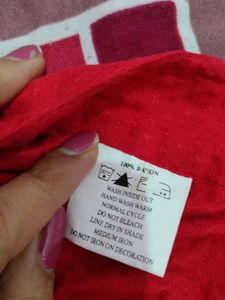 100% RAYON
WASH INSIDE OUT
HAND WASH WARM
NORMAL CYCLE
DO NOT BLEACH
LINE DRY IN SHADE
MEDIUM IRON
DO NOT IRON ON DECORATION